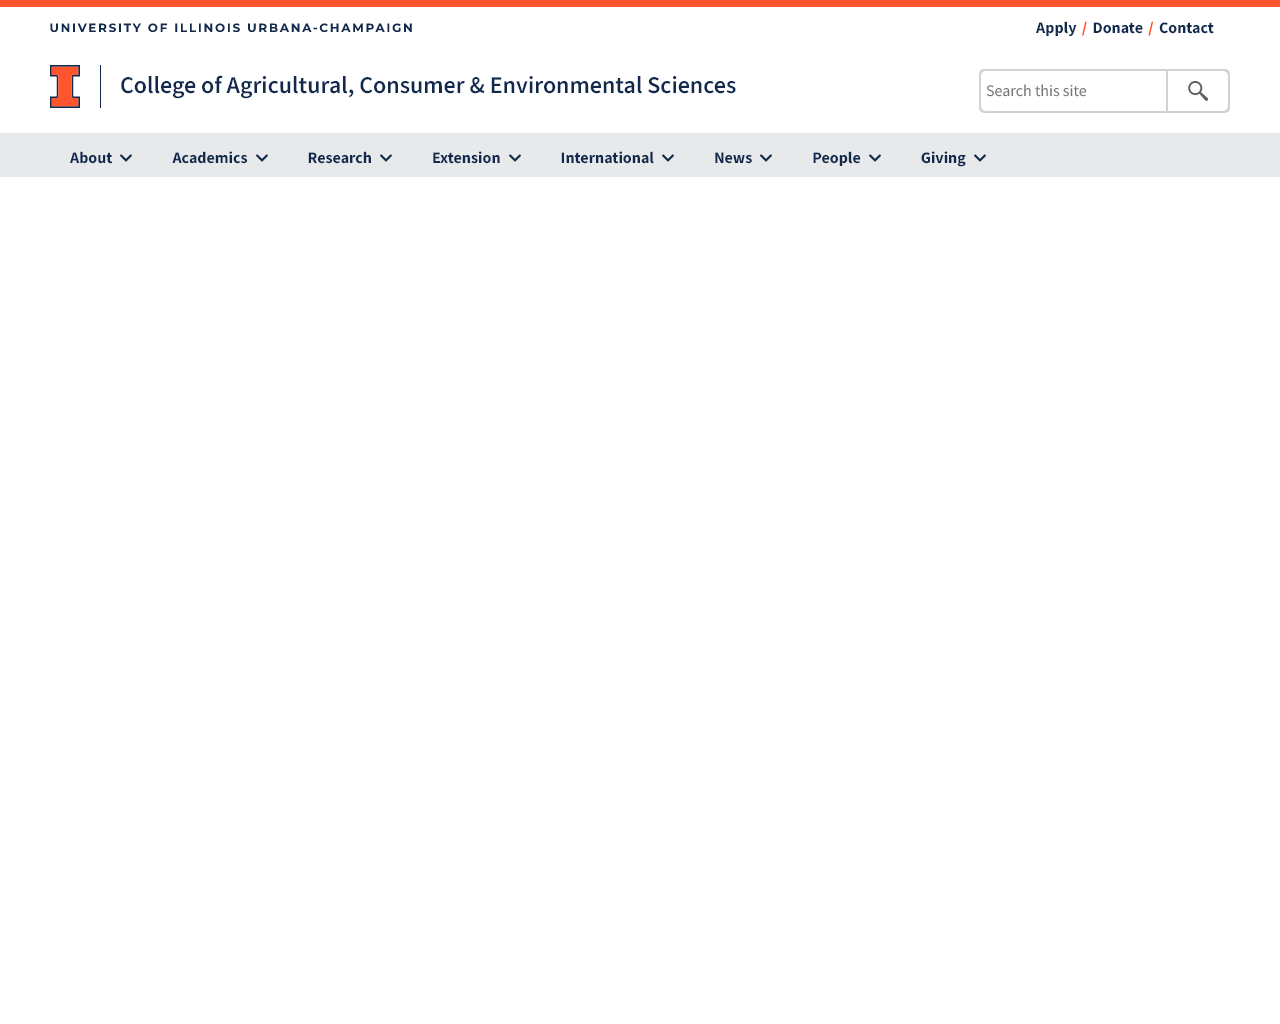 UNIVERSITY OF ILLINOIS URBANA-CHAMPAIGN
Apply / Donate / Contact
I
College of Agricultural, Consumer & Environmental Sciences
Search this site
About Academics Research Extension International News People Giving